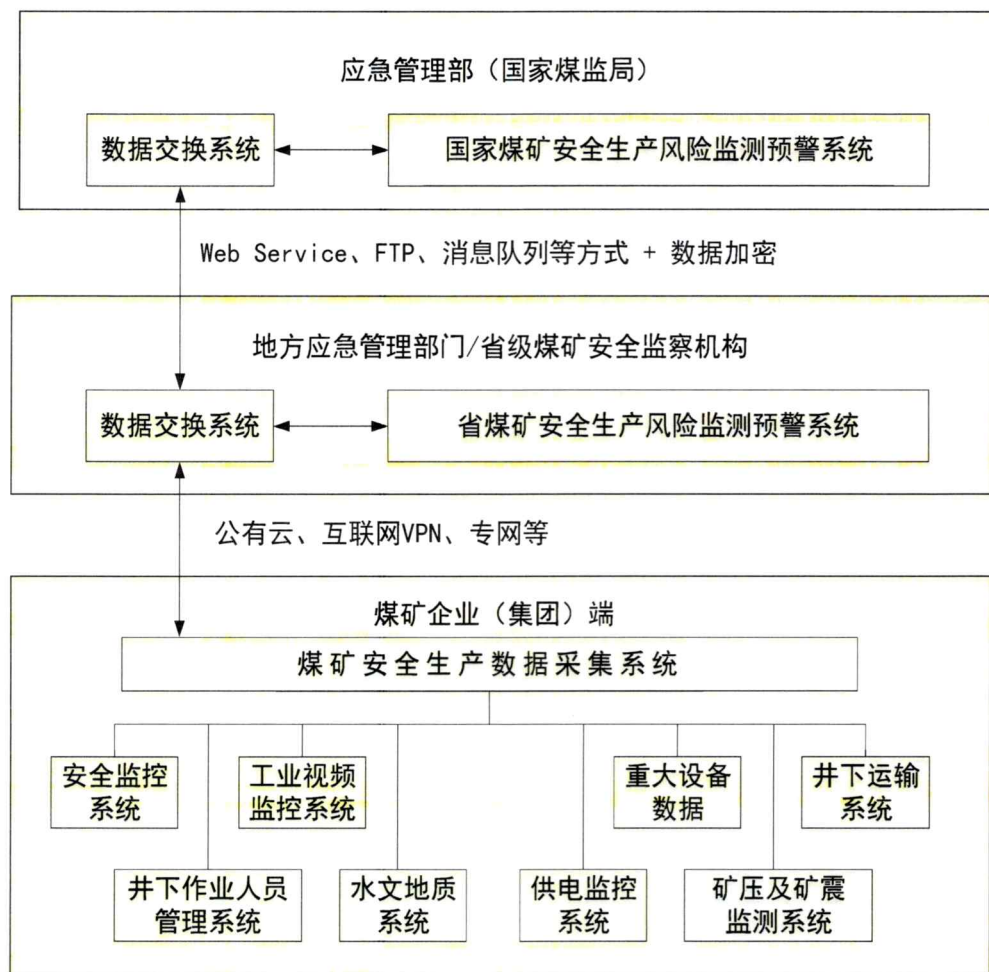 应急管理部（国家煤监局）
数据交换系统
国家煤矿安全生产风险监测预警系统
Web Service、FTP、消息队列等方式 + 数据加密
地方应急管理部门/省级煤矿安全监察机构
数据交换系统
省煤矿安全生产风险监测预警系统
公有云、互联网VPN、专网等
煤矿企业（集团）端
煤矿安全生产数据采集系统
安全监控
系统
工业视频
监控系统
重大设备
数据
井下运输
系统
井下作业人员
管理系统
水文地质
系统
供电监控
系统
矿压及矿震
监测系统